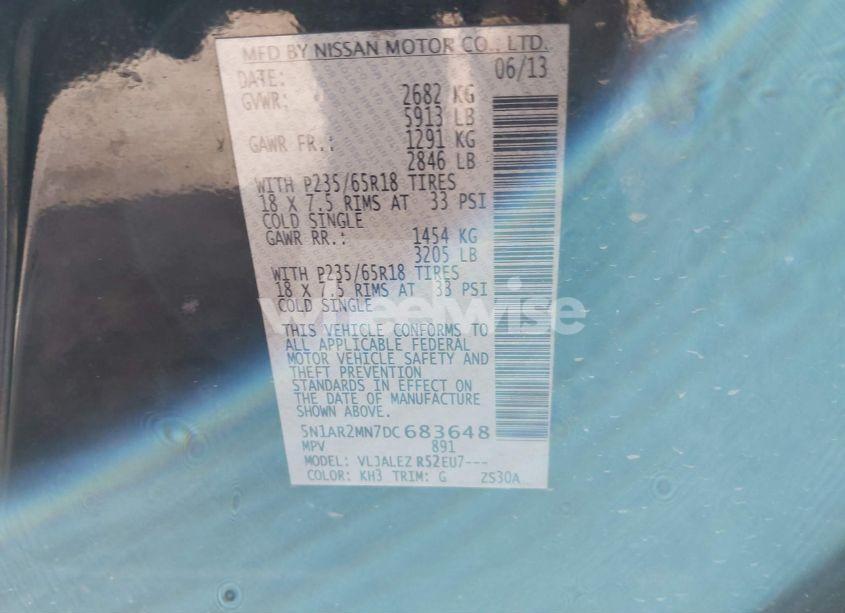 MFD BY NISSAN MOTOR CO., LTD.
DATE: 06/13
GVWR: 2682 KG
5913 LB
GAWR FR.: 1291 KG
2846 LB
WITH P235/65R18 TIRES
18 X 7.5 RIMS AT 33 PSI
COLD SINGLE
GAWR RR.: 1454 KG
3205 LB
WITH P235/65R18 TIRES
18 X 7.5 RIMS AT 33 PSI
COLD SINGLE
wheelwise
THIS VEHICLE CONFORMS TO
ALL APPLICABLE FEDERAL
MOTOR VEHICLE SAFETY AND
THEFT PREVENTION
STANDARDS IN EFFECT ON
THE DATE OF MANUFACTURE
SHOWN ABOVE.
5N1AR2MN7DC683648
MPV 891
MODEL: VLJALEZ R52EU7---
COLOR: KH3 TRIM: G ZS30A